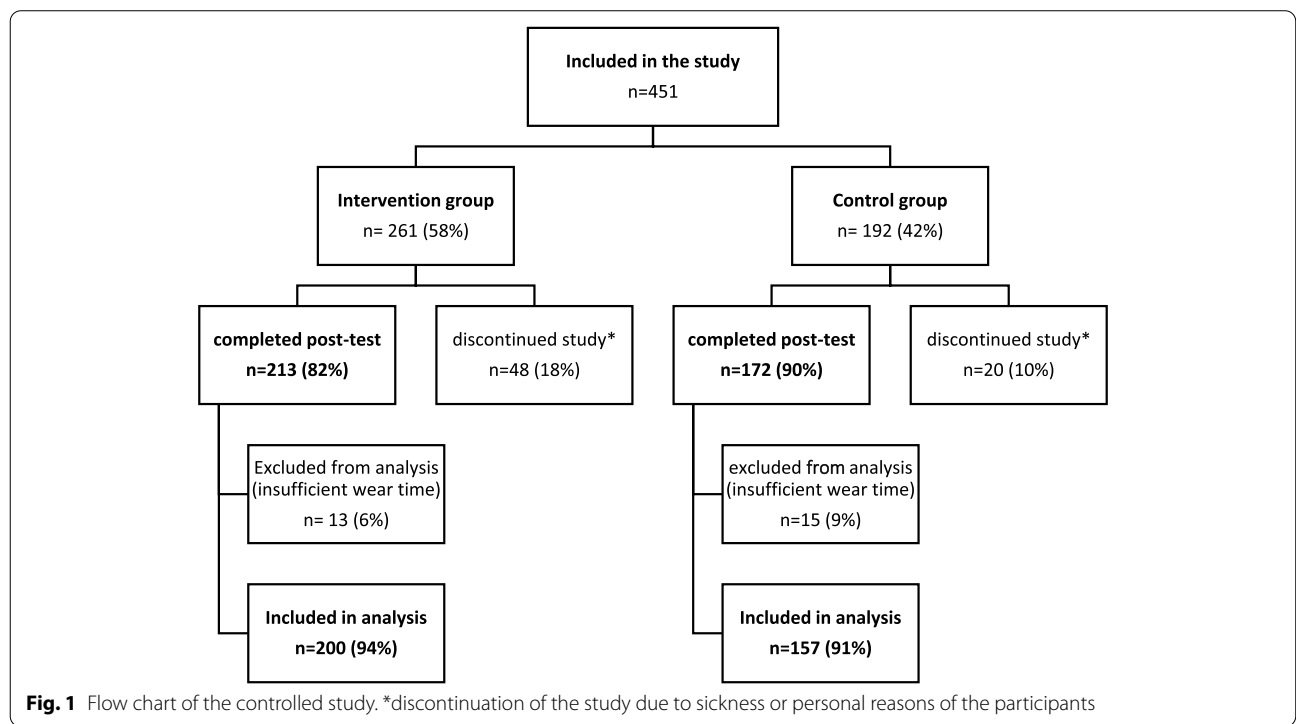 Included in the study
n=451
Intervention group
n= 261 (58%)
Control group
n= 192 (42%)
completed post-test
n=213 (82%)
discontinued study*
n=48 (18%)
completed post-test
n=172 (90%)
discontinued study*
n=20 (10%)
Excluded from analysis
(insufficient wear time)
n= 13 (6%)
excluded from analysis
(insufficient wear time)
n=15 (9%)
Included in analysis
n=200 (94%)
Included in analysis
n=157 (91%)
Fig. 1 Flow chart of the controlled study. *discontinuation of the study due to sickness or personal reasons of the participants